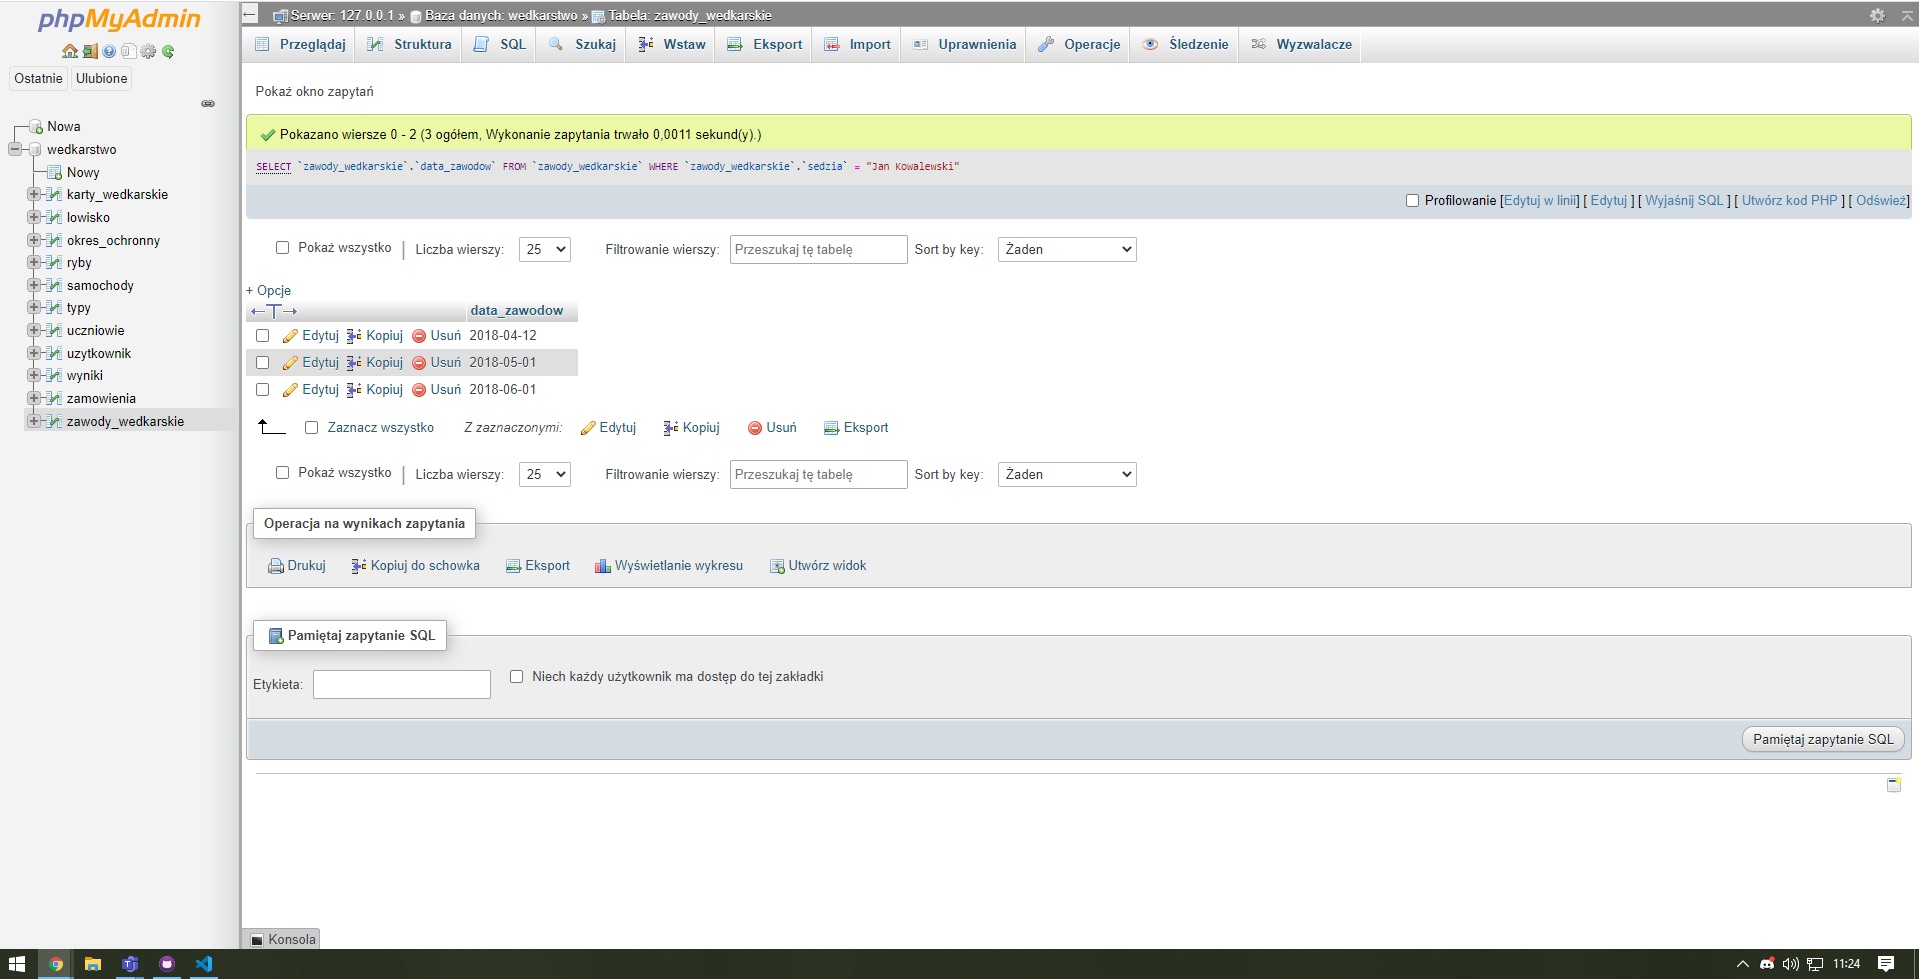 phpMyAdmin
Ostatnie Ulubione
Nowa
wedkarstwo
Nowy
karty_wedkarskie
lowisko
okres_ochronny
ryby
samochody
typy
uczniowie
uzytkownik
wyniki
zamowienia
zawody_wedkarskie
Serwer: 127.0.0.1 » Baza danych: wedkarstwo » Tabela: zawody_wedkarskie
Przeglądaj Struktura SQL Szukaj Wstaw Eksport Import Uprawnienia Operacje Śledzenie Wyzwalacze
Pokaż okno zapytań
Pokazano wiersze 0 - 2 (3 ogółem, Wykonanie zapytania trwało 0,0011 sekund(y).)
SELECT `zawody_wedkarskie`.`data_zawodow` FROM `zawody_wedkarskie` WHERE `zawody_wedkarskie`.`sedzia` = "Jan Kowalewski"
Profilowanie [Edytuj w linii] [ Edytuj ] [ Wyjaśnij SQL ] [ Utwórz kod PHP ] [ Odśwież]
Pokaż wszystko | Liczba wierszy: 25 Filtrowanie wierszy: Przeszukaj tę tabelę Sort by key: Żaden
+ Opcje
←T→ data_zawodow
Edytuj Kopiuj Usuń 2018-04-12
Edytuj Kopiuj Usuń 2018-05-01
Edytuj Kopiuj Usuń 2018-06-01
Zaznacz wszystko Z zaznaczonymi: Edytuj Kopiuj Usuń Eksport
Pokaż wszystko | Liczba wierszy: 25 Filtrowanie wierszy: Przeszukaj tę tabelę Sort by key: Żaden
Operacja na wynikach zapytania
Drukuj Kopiuj do schowka Eksport Wyświetlanie wykresu Utwórz widok
Pamiętaj zapytanie SQL
Etykieta: Niech każdy użytkownik ma dostęp do tej zakładki
Pamiętaj zapytanie SQL
Konsola
11:24